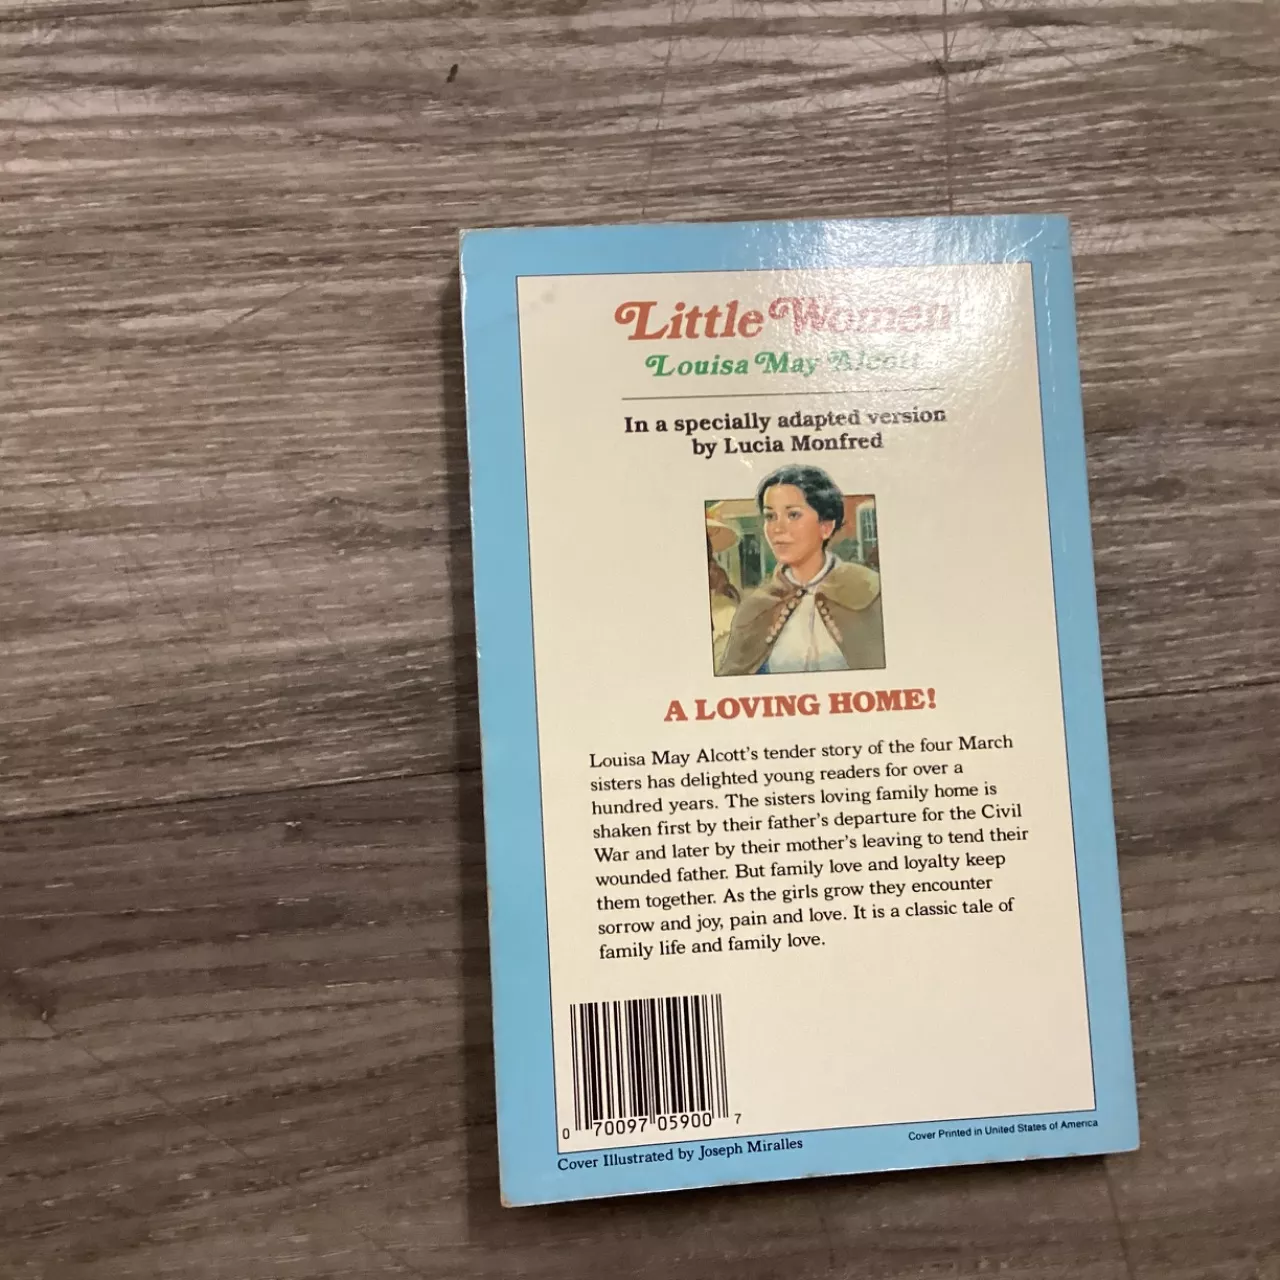 Little Women
Louisa May Alcott
In a specially adapted version
by Lucia Monfred
A LOVING HOME!
Louisa May Alcott's tender story of the four March
sisters has delighted young readers for over a
hundred years. The sisters loving family home is
shaken first by their father's departure for the Civil
War and later by their mother's leaving to tend their
wounded father. But family love and loyalty keep
them together. As the girls grow they encounter
sorrow and joy, pain and love. It is a classic tale of
family life and family love.
0 70097 05900 7
Cover Illustrated by Joseph Miralles
Cover Printed in United States of America